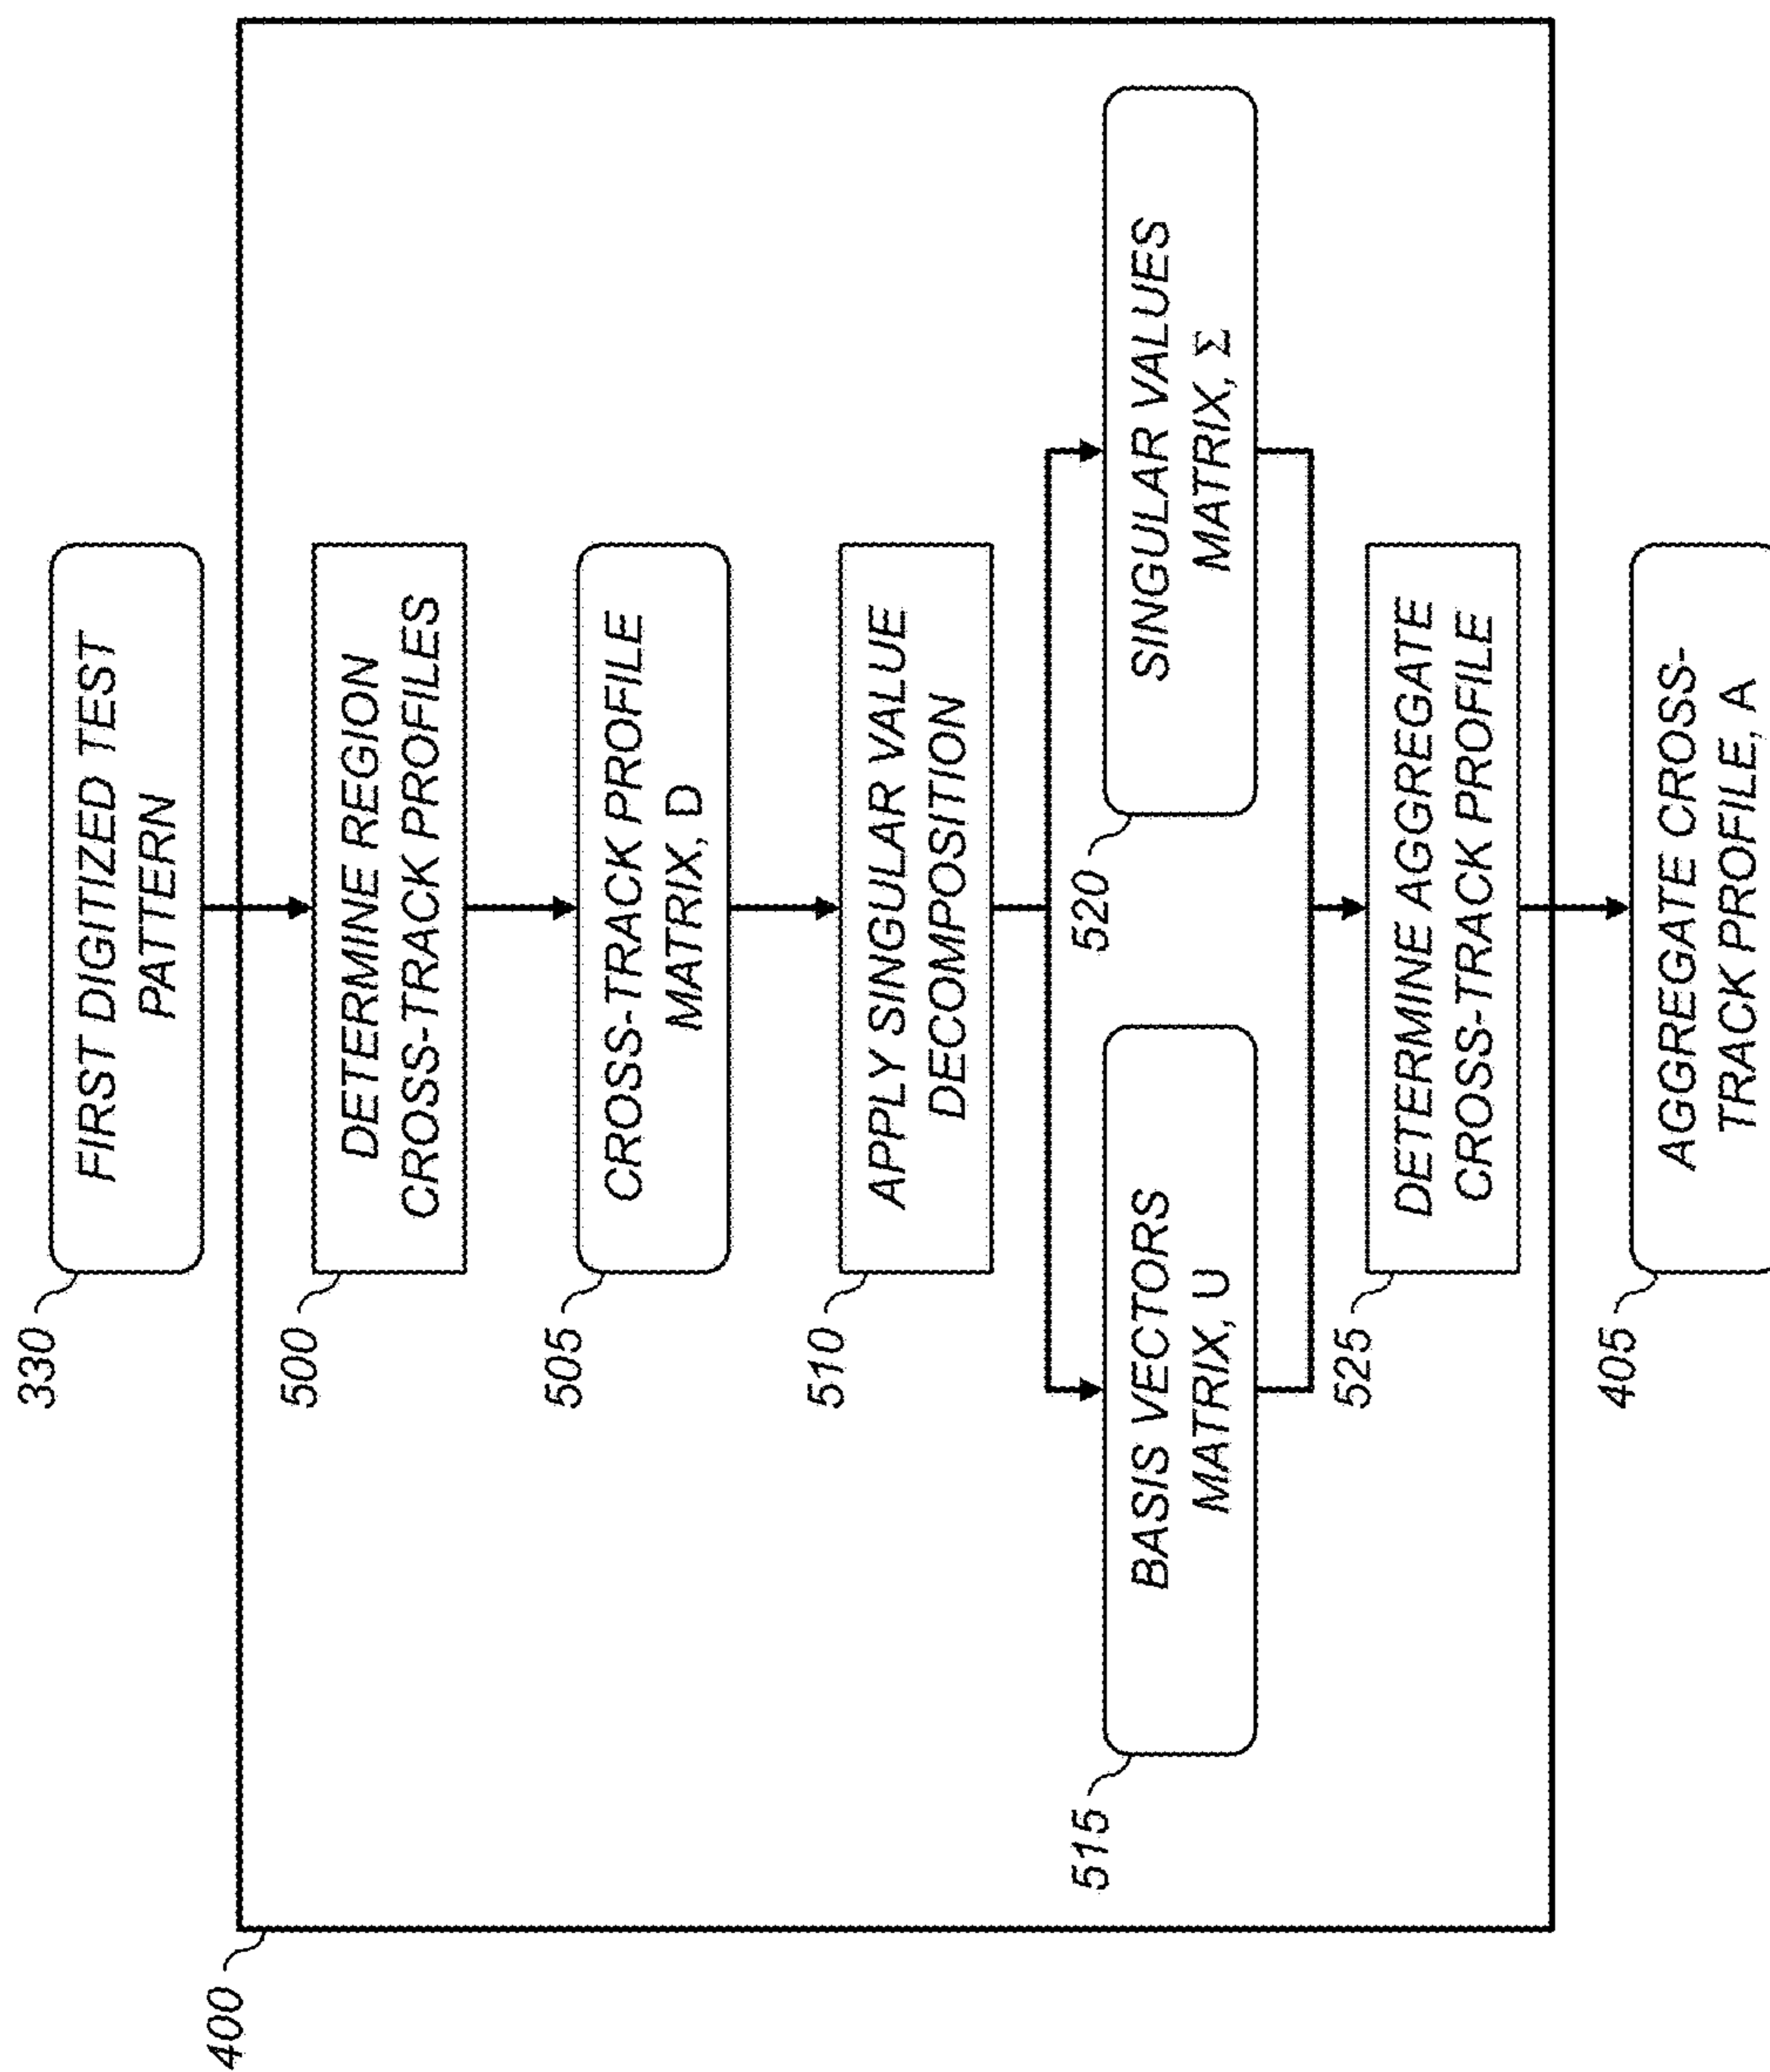 330
FIRST DIGITIZED TEST
PATTERN
400
500
DETERMINE REGION
CROSS-TRACK PROFILES
505
CROSS-TRACK PROFILE
MATRIX, D
510
APPLY SINGULAR VALUE
DECOMPOSITION
515
BASIS VECTORS
MATRIX, U
520
SINGULAR VALUES
MATRIX, Σ
525
DETERMINE AGGREGATE
CROSS-TRACK PROFILE
405
AGGREGATE CROSS-
TRACK PROFILE, A